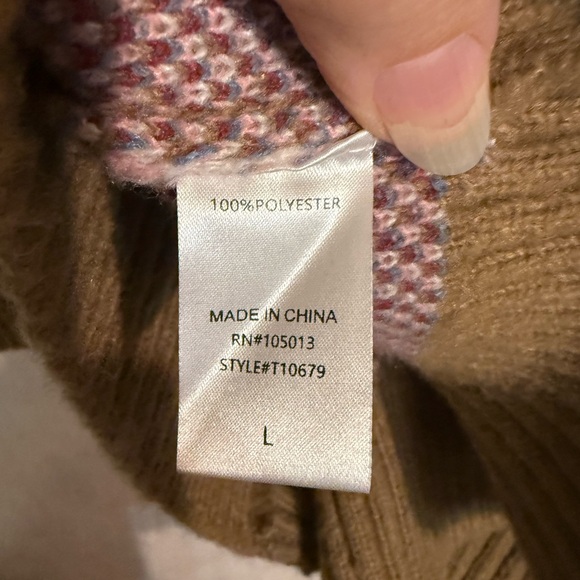 100%POLYESTER
MADE IN CHINA
RN#105013
STYLE#T10679
L